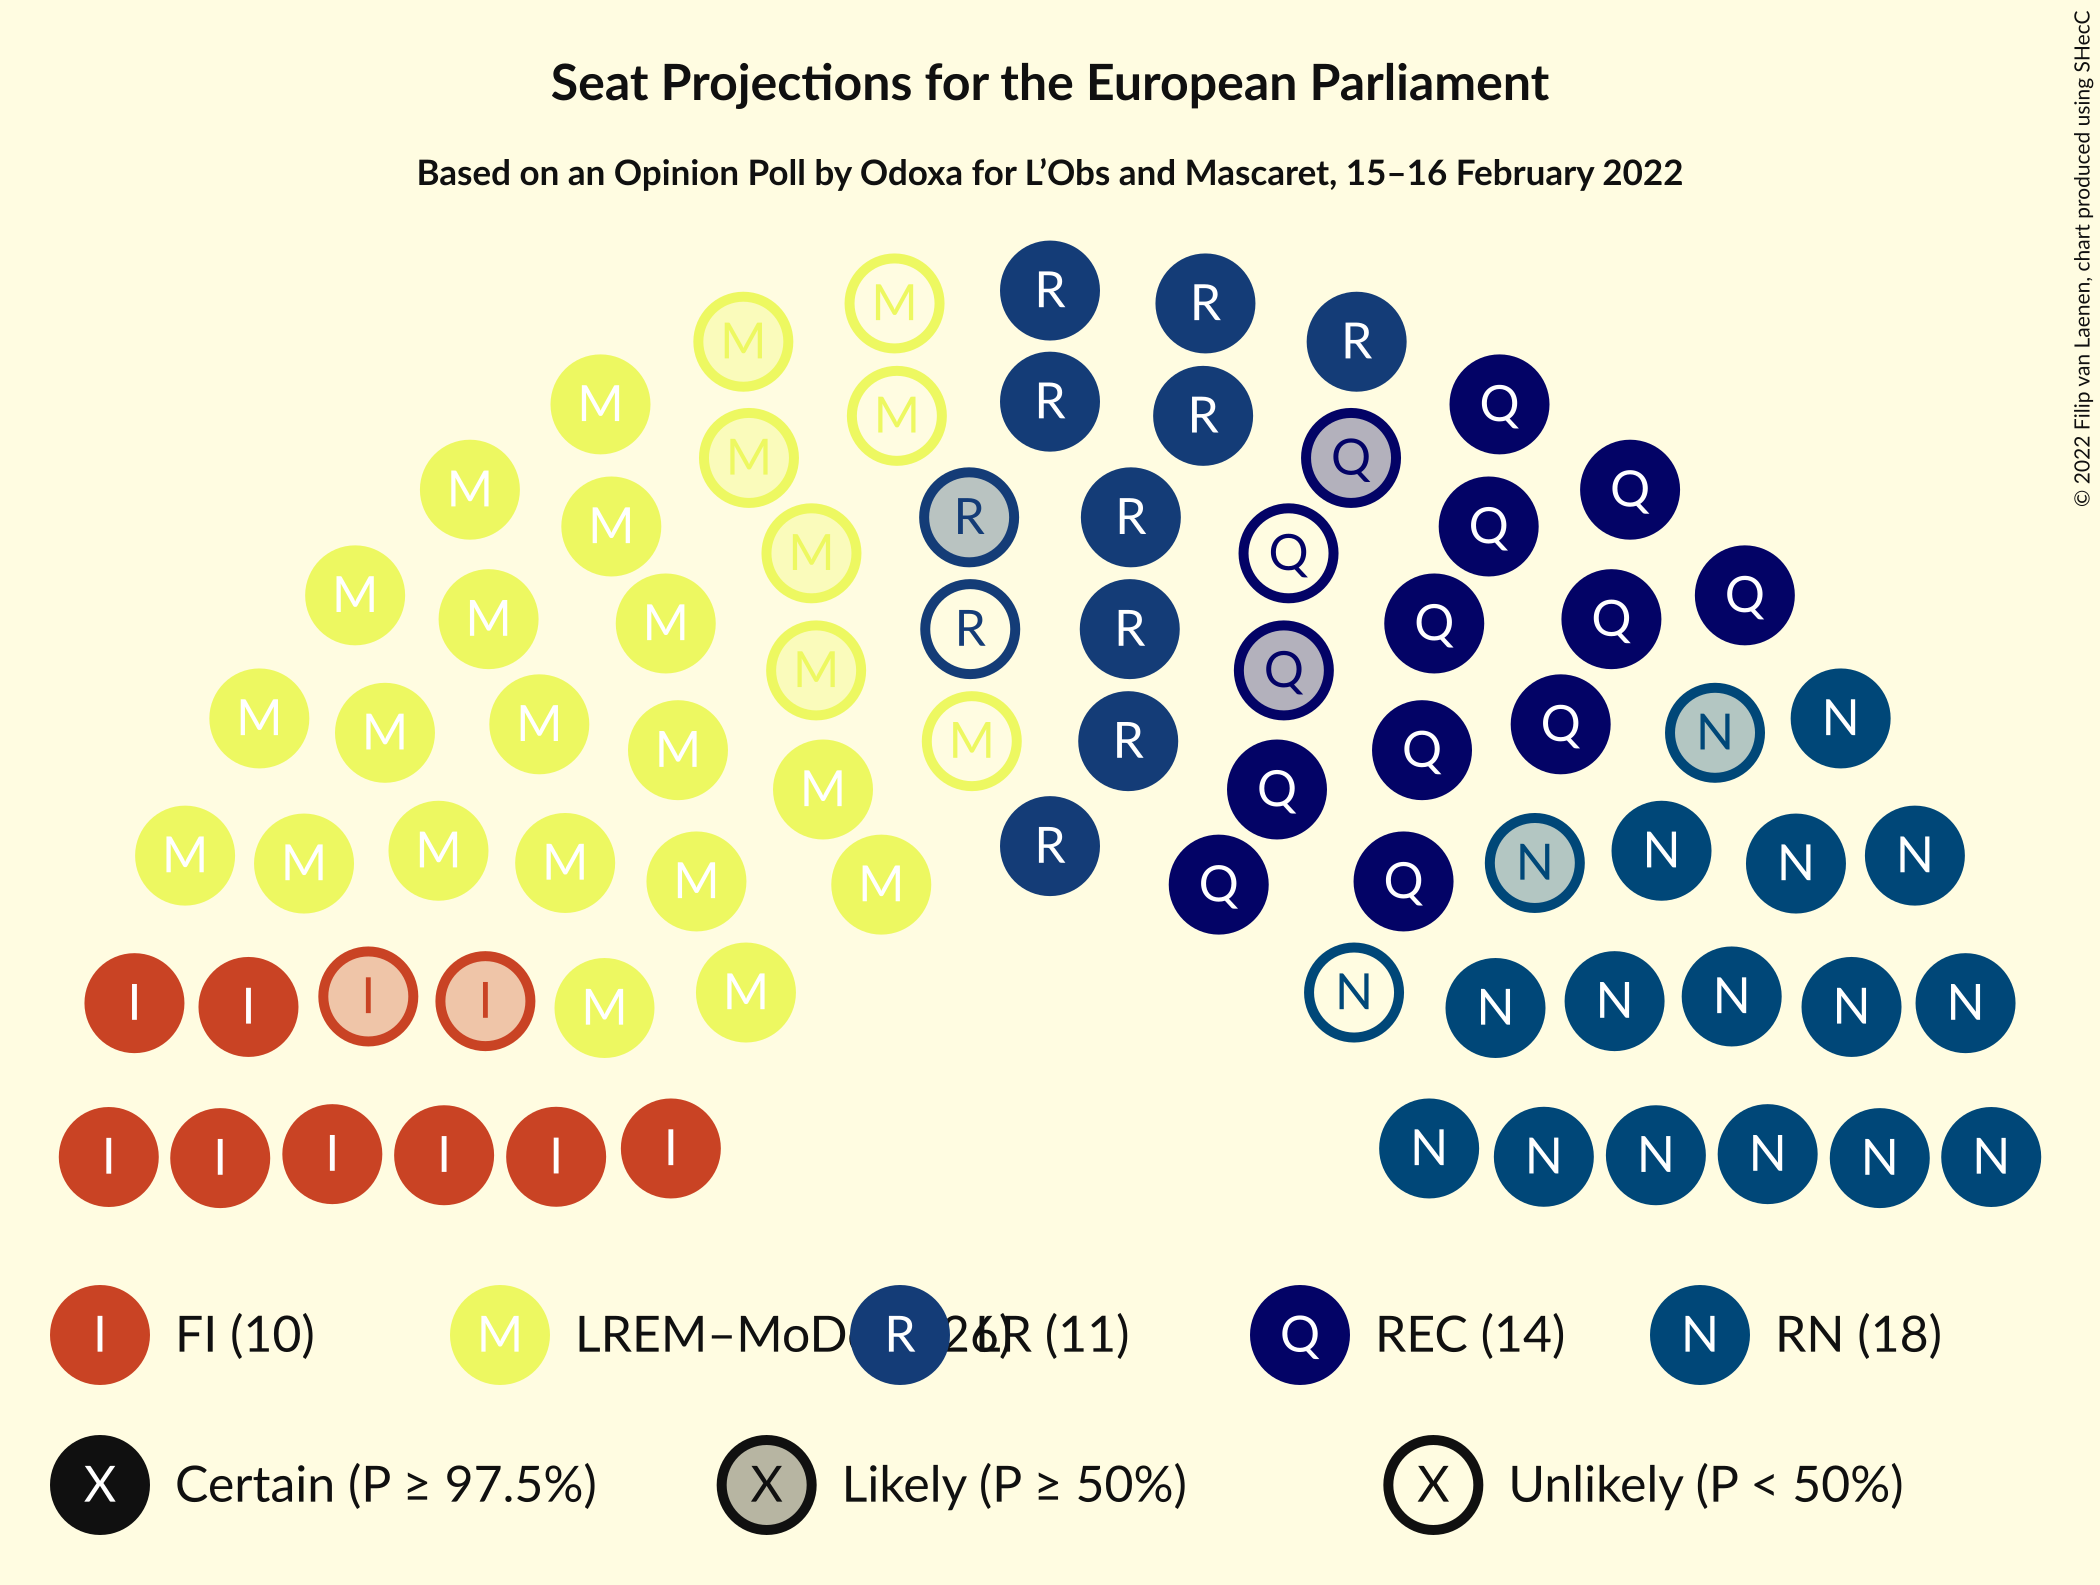 Seat Projections for the European Parliament
Based on an Opinion Poll by Odoxa for L’Obs and Mascaret, 15–16 February 2022
© 2022 Filip van Laenen, chart produced using SHecC
R
M R
M R
M Q
R
M R
M Q
M Q
R R
M Q
M Q
M Q
M Q
M Q
R R
M Q
M Q
M N
M N
M Q
M Q
M R
M Q
R
M N
M N
M N
M N
M Q
M Q
I I I I M M N N N N N N
I I I I I I N N N N N N
I FI (10) M LREM–MoD 26) R LR (11) Q REC (14) N RN (18)
X Certain (P ≥ 97.5%) X Likely (P ≥ 50%) X Unlikely (P < 50%)